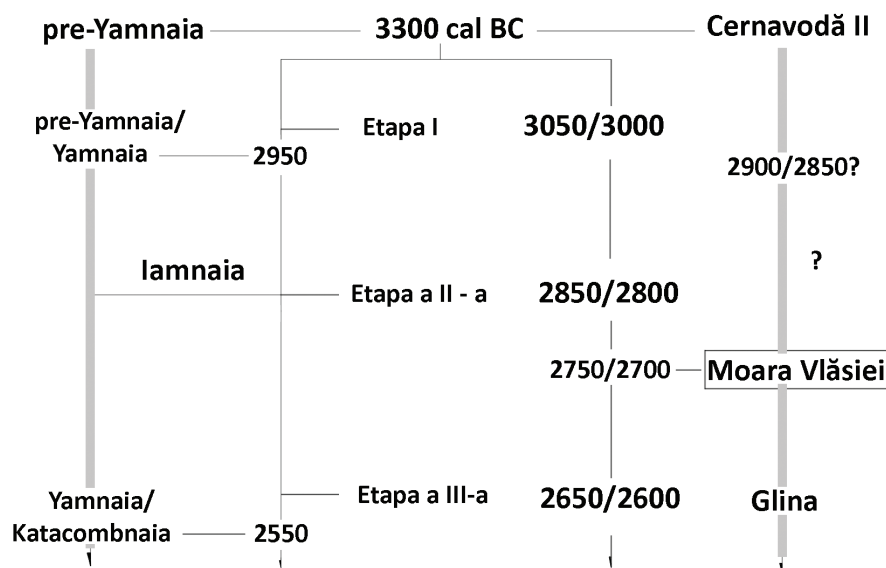 pre-Yamnaia 3300 cal BC Cernavodă II
pre-Yamnaia/
Yamnaia
2950
Etapa I
3050/3000
2900/2850?
Iamnaia
?
Etapa a II - a
2850/2800
2750/2700
Moara Vlăsiei
Yamnaia/
Katacombnaia
2550
Etapa a III-a
2650/2600
Glina